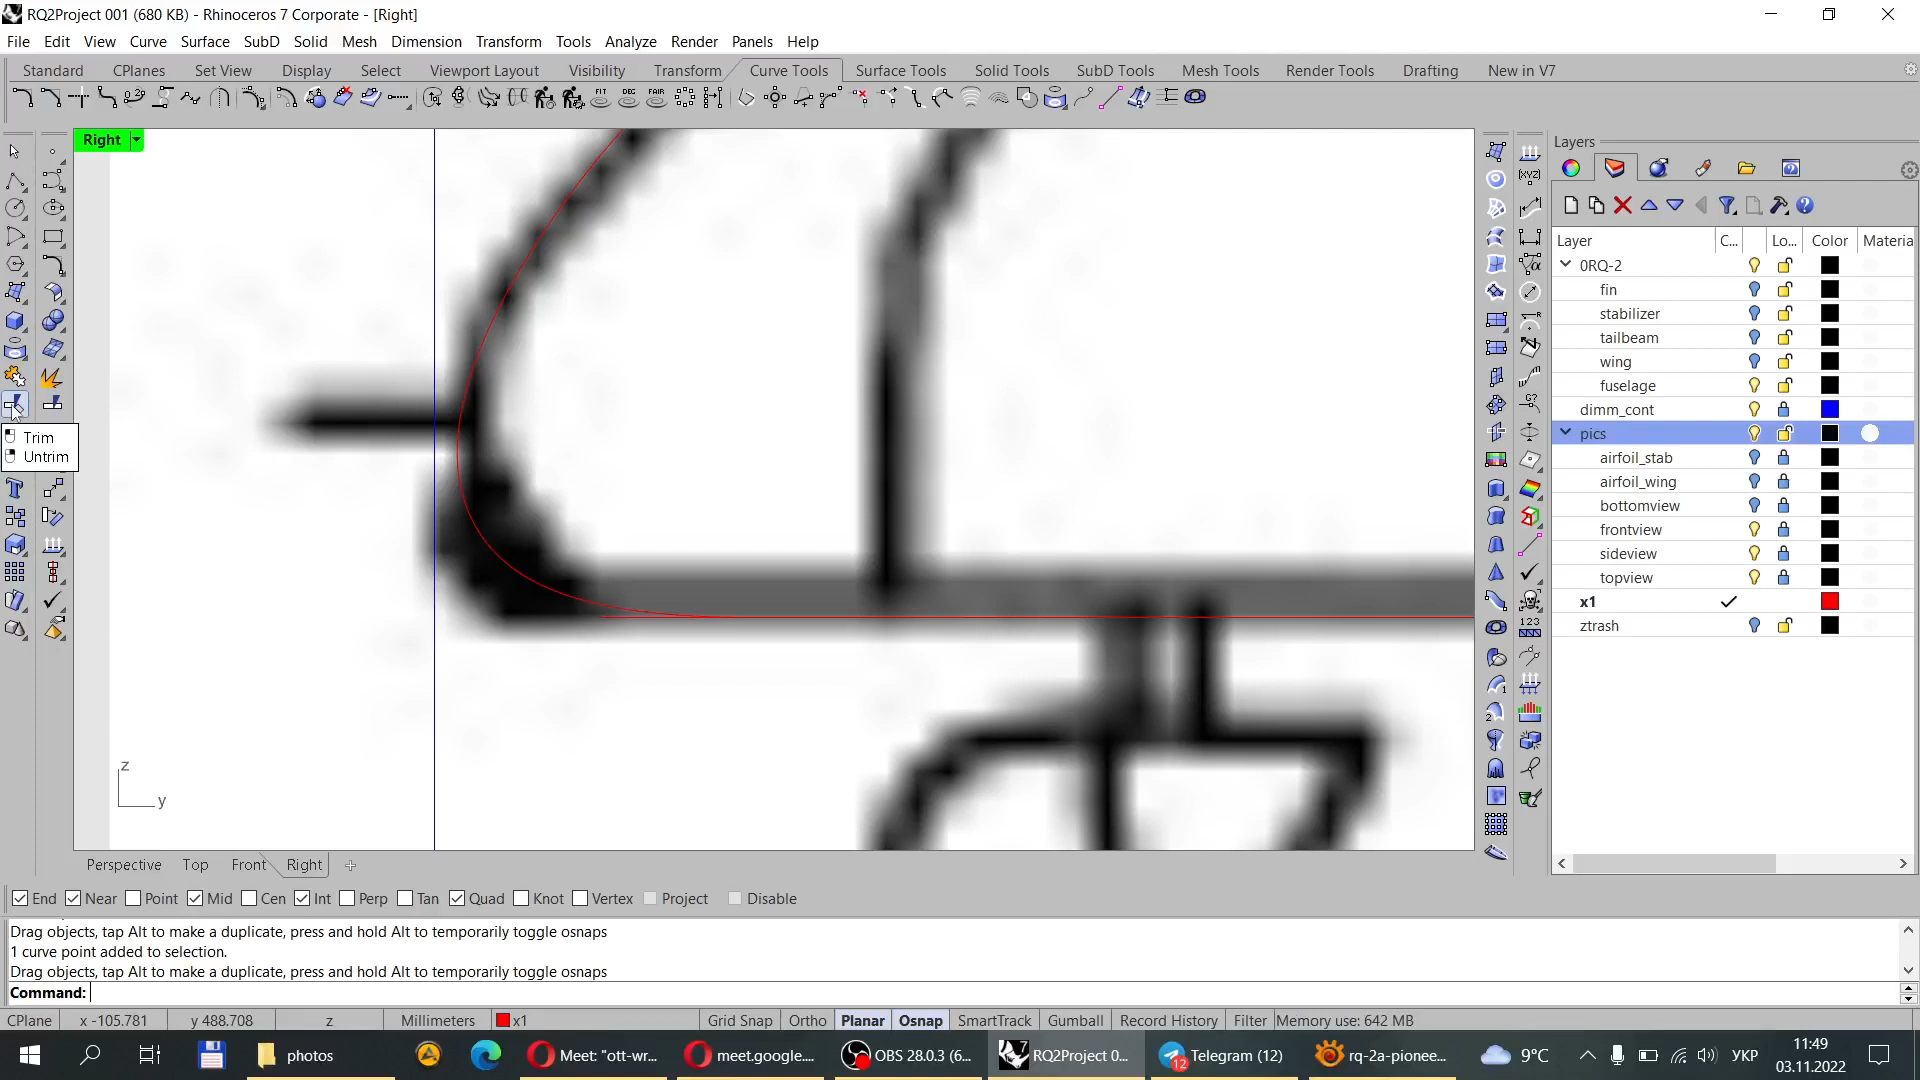 RQ2Project 001 (680 KB) - Rhinoceros 7 Corporate - [Right]
File Edit View Curve Surface SubD Solid Mesh Dimension Transform Tools Analyze Render Panels Help
Standard CPlanes Set View Display Select Viewport Layout Visibility Transform Curve Tools Surface Tools Solid Tools SubD Tools Mesh Tools Render Tools Drafting New in V7
FIT DEG FAIR
Right
Layers
Layer C... Lo... Color Materia
0RQ-2
fin
stabilizer
tailbeam
wing
fuselage
dimm_cont
pics
airfoil_stab
airfoil_wing
bottomview
frontview
sideview
topview
x1
ztrash
Trim
Untrim
z
y
Perspective Top Front Right
End Near Point Mid Cen Int Perp Tan Quad Knot Vertex Project Disable
Drag objects, tap Alt to make a duplicate, press and hold Alt to temporarily toggle osnaps
1 curve point added to selection.
Drag objects, tap Alt to make a duplicate, press and hold Alt to temporarily toggle osnaps
Command:
CPlane x -105.781 y 488.708 z Millimeters x1 Grid Snap Ortho Planar Osnap SmartTrack Gumball Record History Filter Memory use: 642 MB
photos Meet: "ott-wr... meet.google.... OBS 28.0.3 (6... RQ2Project 0... Telegram (12) rq-2a-pionee... 9°C УКР 11:49
03.11.2022